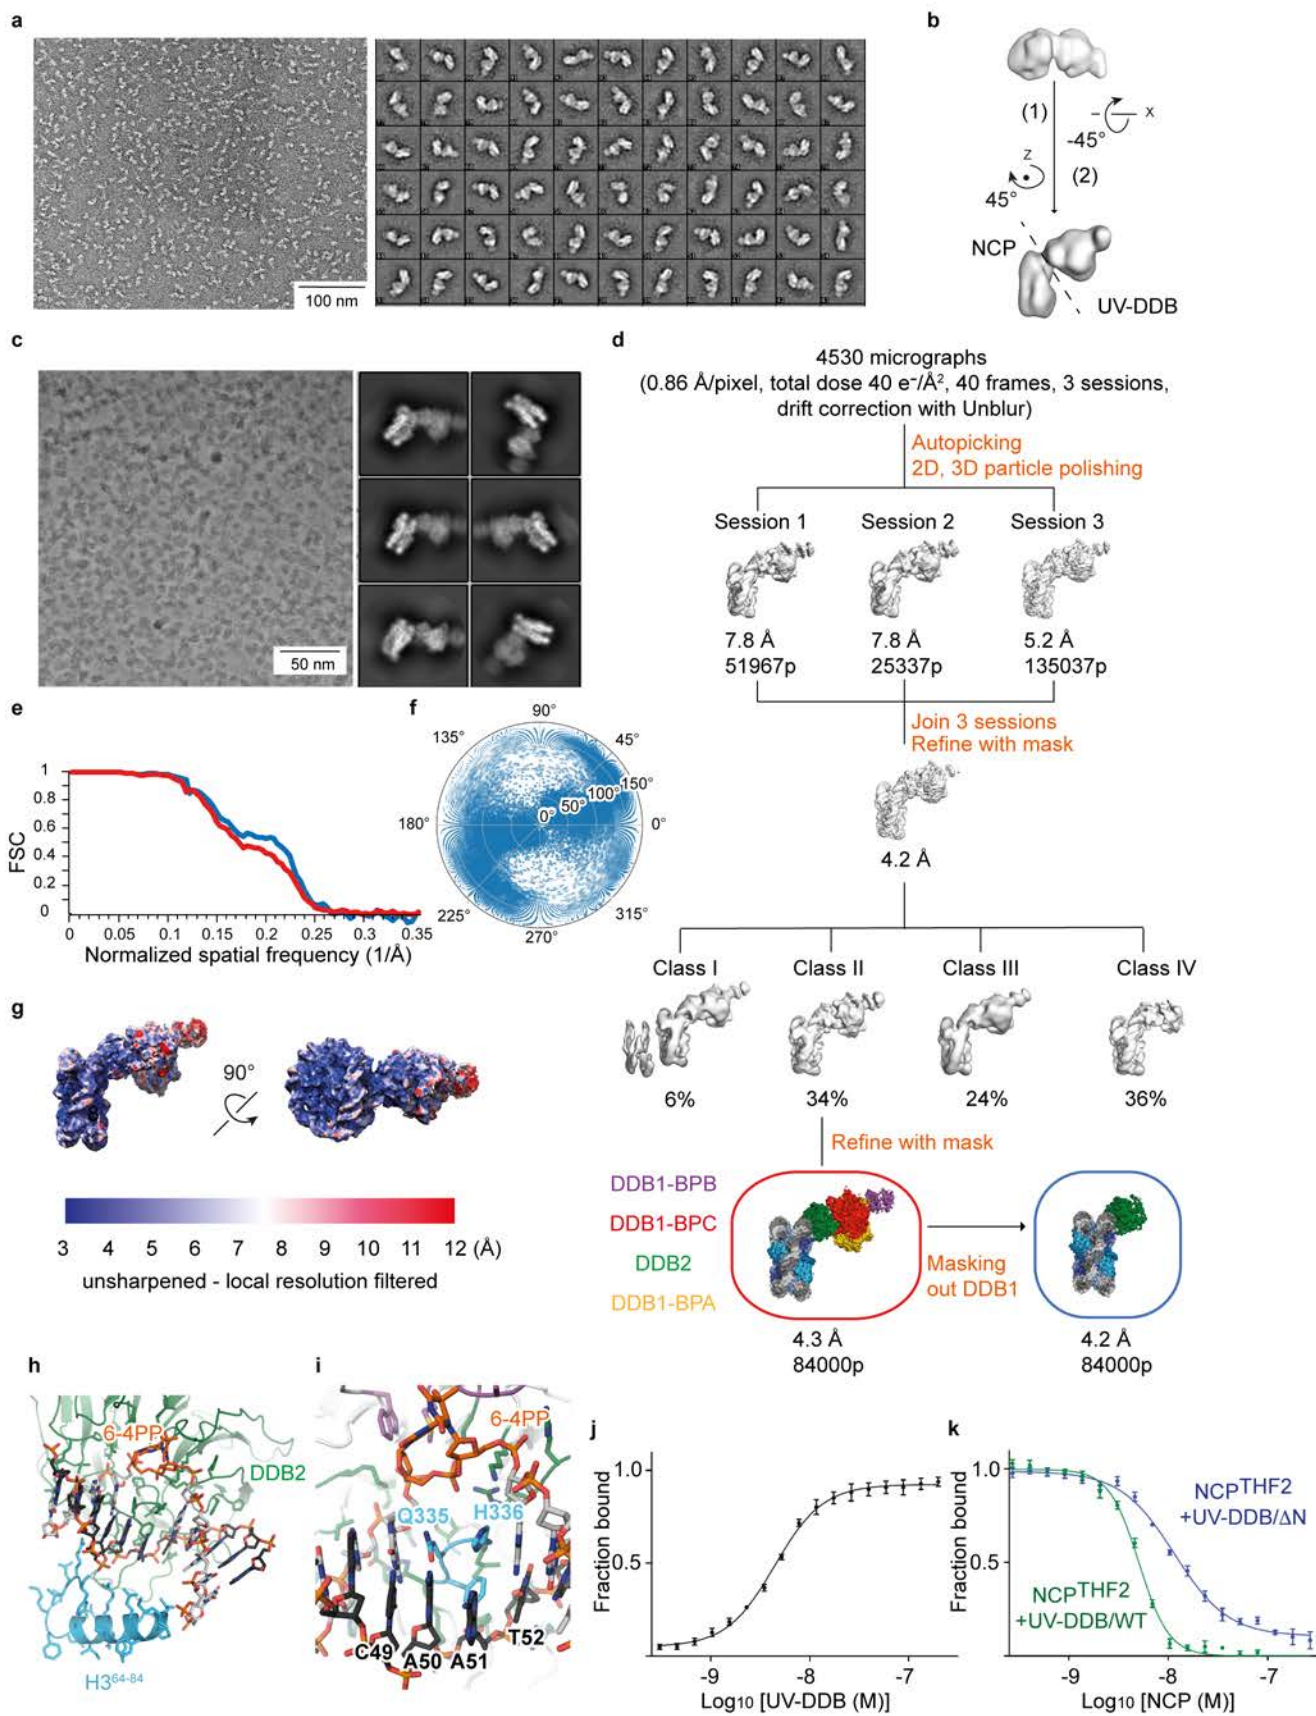 a
100 nm
b
(1)
-45°
X
Z
45°
(2)
NCP
UV-DDB
c
50 nm
d
4530 micrographs
(0.86 Å/pixel, total dose 40 e⁻/Å², 40 frames, 3 sessions,
drift correction with Unblur)
Autopicking
2D, 3D particle polishing
Session 1
Session 2
Session 3
7.8 Å
51967p
7.8 Å
25337p
5.2 Å
135037p
Join 3 sessions
Refine with mask
4.2 Å
Class I
Class II
Class III
Class IV
6%
34%
24%
36%
Refine with mask
DDB1-BPB
DDB1-BPC
DDB2
DDB1-BPA
Masking
out DDB1
4.3 Å
84000p
4.2 Å
84000p
e
FSC
1
0.8
0.6
0.4
0.2
0
0 0.05 0.1 0.15 0.2 0.25 0.3 0.35
Normalized spatial frequency (1/Å)
f
90°
135°
45°
150°
100°
50°
0°
180°
0°
225°
315°
270°
g
90°
3 4 5 6 7 8 9 10 11 12 (Å)
unsharpened - local resolution filtered
h
6-4PP
DDB2
H3⁶⁴⁻⁸⁴
i
6-4PP
Q335
H336
C49
A50
A51
T52
j
Fraction bound
1.0
0.5
-9 -8 -7
Log₁₀ [UV-DDB (M)]
k
Fraction bound
1.0
0.5
NCPᵀᴴᶠ²
+UV-DDB/ΔN
NCPᵀᴴᶠ²
+UV-DDB/WT
-9 -8 -7
Log₁₀ [NCP (M)]